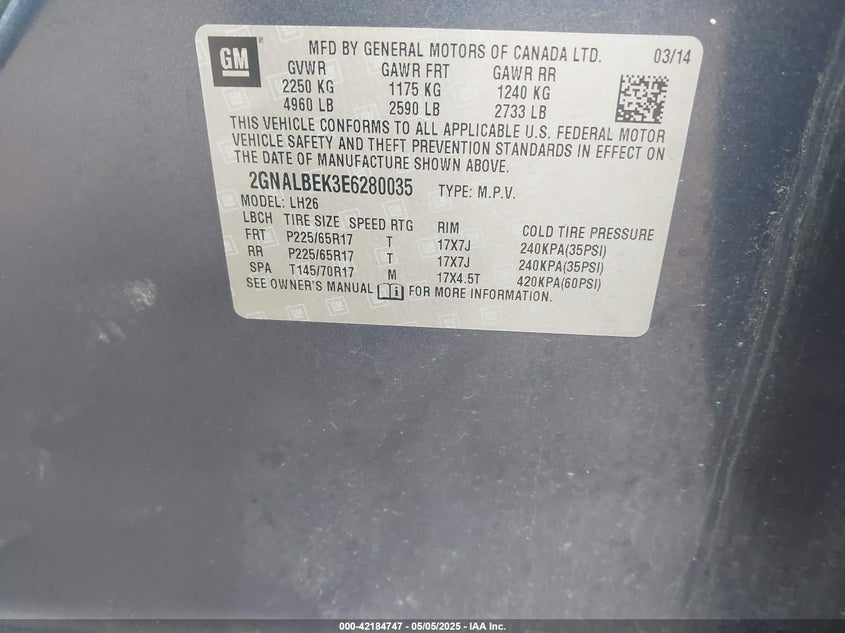 GM
MFD BY GENERAL MOTORS OF CANADA LTD. 03/14
GVWR GAWR FRT GAWR RR
2250 KG 1175 KG 1240 KG
4960 LB 2590 LB 2733 LB
THIS VEHICLE CONFORMS TO ALL APPLICABLE U.S. FEDERAL MOTOR
VEHICLE SAFETY AND THEFT PREVENTION STANDARDS IN EFFECT ON
THE DATE OF MANUFACTURE SHOWN ABOVE.
2GNALBEK3E6280035 TYPE: M.P.V.
MODEL: LH26
LBCH TIRE SIZE SPEED RTG RIM COLD TIRE PRESSURE
FRT P225/65R17 T 17X7J 240KPA(35PSI)
RR P225/65R17 T 17X7J 240KPA(35PSI)
SPA T145/70R17 M 17X4.5T 420KPA(60PSI)
SEE OWNER'S MANUAL FOR MORE INFORMATION.
000-42184747 — 05/05/2025 — IAA Inc.